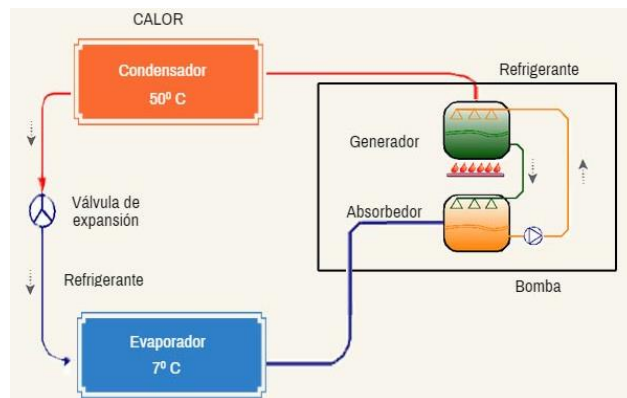 CALOR
Condensador
50º C
Refrigerante
Generador
Absorbedor
Válvula de
expansión
Refrigerante
Bomba
Evaporador
7º C